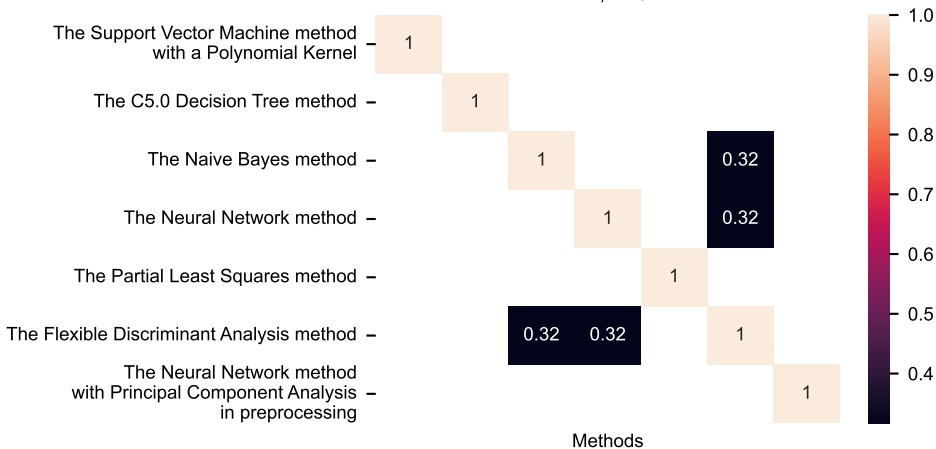 The Support Vector Machine method
with a Polynomial Kernel
1
The C5.0 Decision Tree method
1
The Naive Bayes method
1
0.32
The Neural Network method
1
0.32
The Partial Least Squares method
1
The Flexible Discriminant Analysis method
0.32
0.32
1
The Neural Network method
with Principal Component Analysis
in preprocessing
1
Methods
1.0
0.9
0.8
0.7
0.6
0.5
0.4